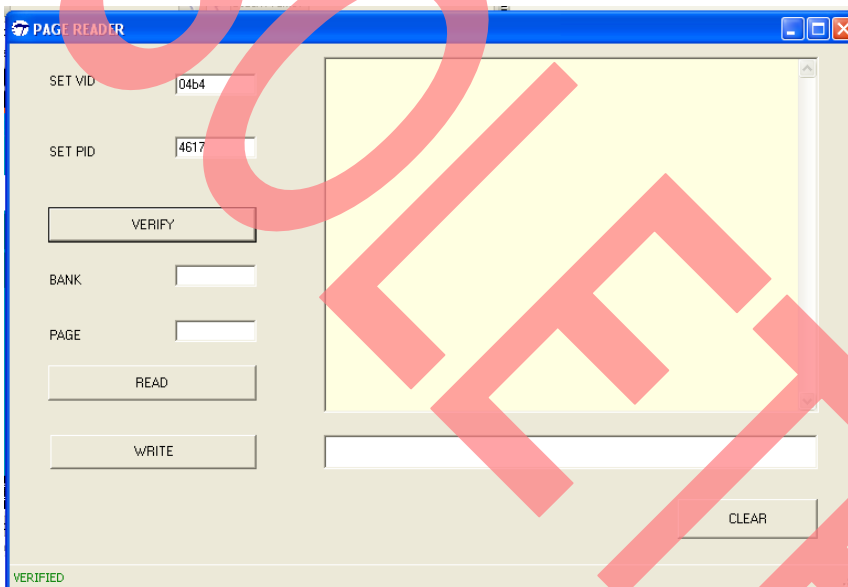 PAGE READER
SET VID 04b4
SET PID 4617
VERIFY
BANK
PAGE
READ
WRITE
CLEAR
VERIFIED